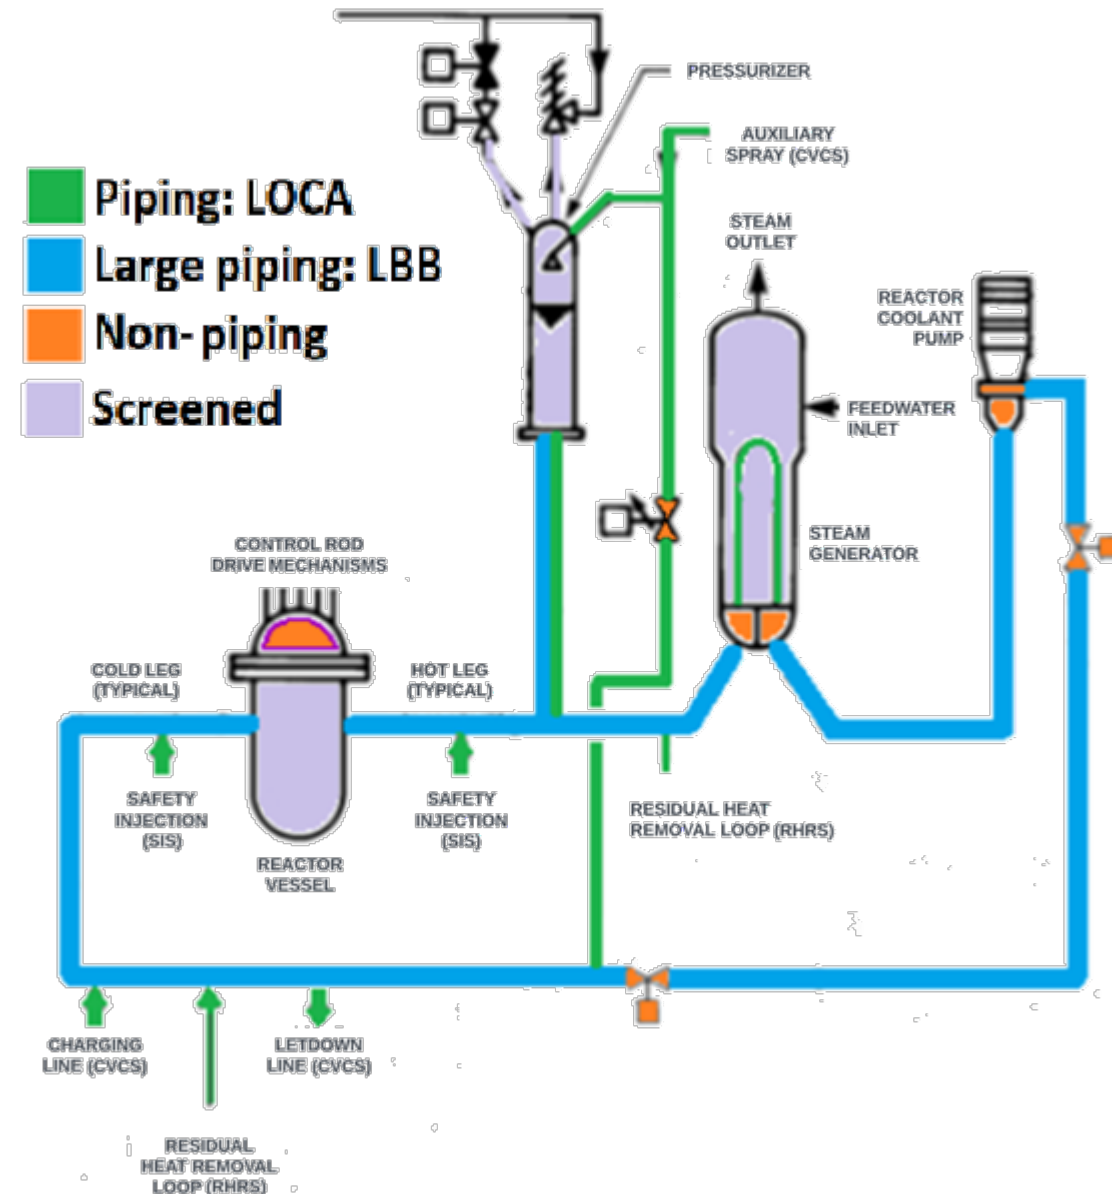 PRESSURIZER
AUXILIARY
SPRAY (CVCS)
Piping: LOCA
Large piping: LBB
Non- piping
Screened
STEAM
OUTLET
REACTOR
COOLANT
PUMP
FEEDWATER
INLET
STEAM
GENERATOR
CONTROL ROD
DRIVE MECHANISMS
COLD LEG
(TYPICAL)
HOT LEG
(TYPICAL)
SAFETY
INJECTION
(SIS)
SAFETY
INJECTION
(SIS)
RESIDUAL HEAT
REMOVAL LOOP (RHRS)
REACTOR
VESSEL
CHARGING
LINE (CVCS)
LETDOWN
LINE (CVCS)
RESIDUAL
HEAT REMOVAL
LOOP (RHRS)